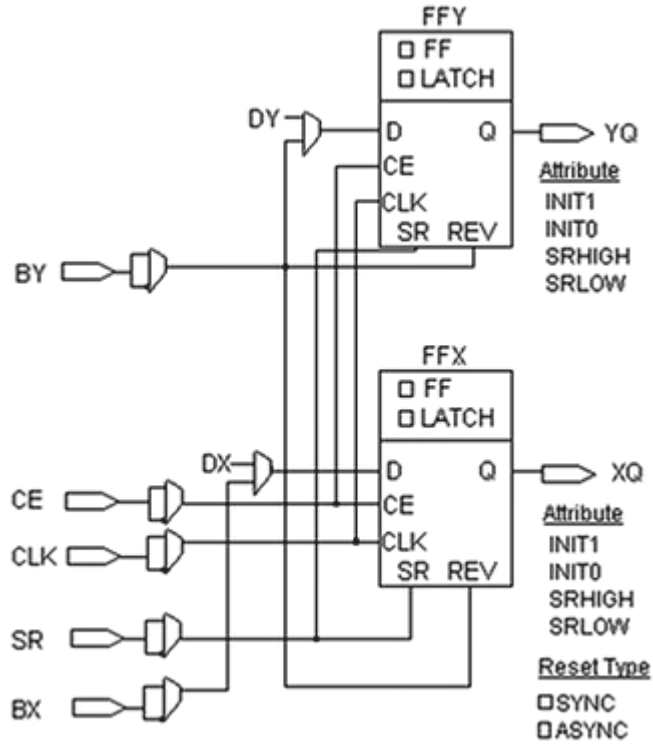 FFY
FF
LATCH
DY
D Q
YQ
CE
CLK
SR REV
Attribute
INIT1
INIT0
SRHIGH
SRLOW
BY
FFX
FF
LATCH
DX
D Q
XQ
CE
CE
CLK
CLK
SR REV
Attribute
INIT1
INIT0
SRHIGH
SRLOW
SR
Reset Type
BX
SYNC
ASYNC